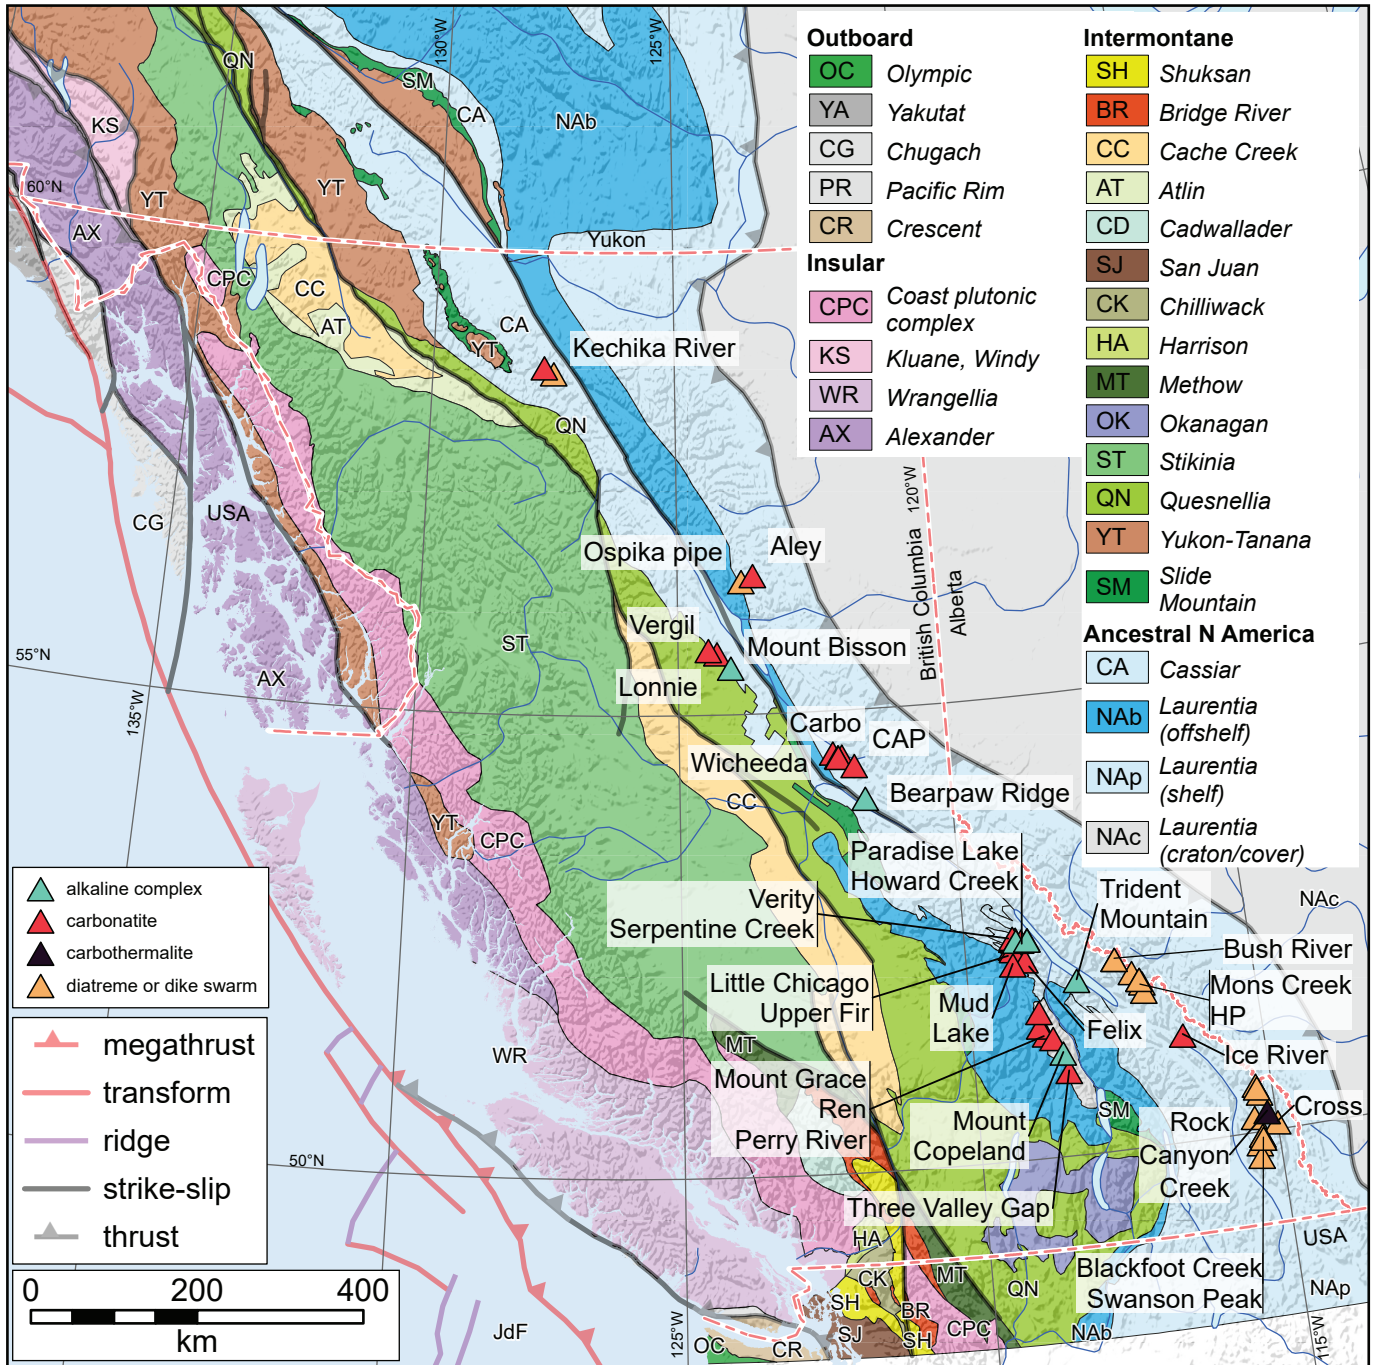 Outboard
OC Olympic
YA Yakutat
CG Chugach
PR Pacific Rim
CR Crescent
Insular
CPC Coast plutonic
complex
KS Kluane, Windy
WR Wrangellia
AX Alexander
Intermontane
SH Shuksan
BR Bridge River
CC Cache Creek
AT Atlin
CD Cadwallader
SJ San Juan
CK Chilliwack
HA Harrison
MT Methow
OK Okanagan
ST Stikinia
QN Quesnellia
YT Yukon-Tanana
SM Slide
Mountain
Ancestral N America
CA Cassiar
NAb Laurentia
(offshelf)
NAp Laurentia
(shelf)
NAc Laurentia
(craton/cover)
130°W
125°W
QN
SM
CA
NAb
KS
YT
YT
60°N
AX
Yukon
CPC
CC
AT
CA
YT
Kechika River
QN
120°W
CG
USA
British Columbia
Alberta
Ospika pipe
Aley
Vergil
ST
Mount Bisson
55°N
Lonnie
AX
135°W
Carbo
CAP
Wicheeda
CC
Bearpaw Ridge
YT
CPC
Paradise Lake
Howard Creek
Trident
Mountain
NAc
Verity
Serpentine Creek
Bush River
Little Chicago
Upper Fir
Mud
Lake
Felix
Mons Creek
HP
WR
MT
Ice River
Mount Grace
Ren
Perry River
SM
Mount
Copeland
Rock
Canyon
Creek
Cross
50°N
Three Valley Gap
HA
USA
CK
MT
QN
Blackfoot Creek
Swanson Peak
NAp
SH
BR
SJ
SH
CPC
NAb
JdF
125°W
OC
CR
115°W
alkaline complex
carbonatite
carbothermalite
diatreme or dike swarm
megathrust
transform
ridge
strike-slip
thrust
0 200 400
km